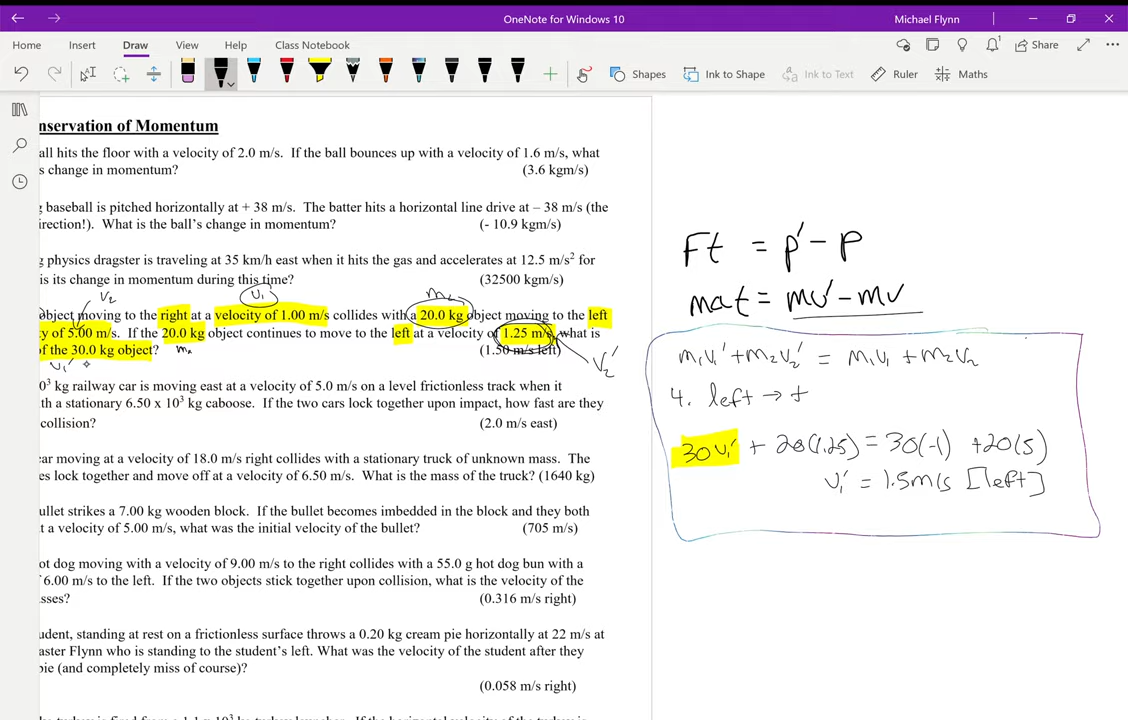 OneNote for Windows 10
Michael Flynn
Home Insert Draw View Help Class Notebook
Share
Shapes Ink to Shape Ink to Text Ruler Maths
nservation of Momentum
all hits the floor with a velocity of 2.0 m/s. If the ball bounces up with a velocity of 1.6 m/s, what
s change in momentum? (3.6 kgm/s)
g baseball is pitched horizontally at + 38 m/s. The batter hits a horizontal line drive at – 38 m/s (the
irection!). What is the ball's change in momentum? (- 10.9 kgm/s)
g physics dragster is traveling at 35 km/h east when it hits the gas and accelerates at 12.5 m/s² for
is its change in momentum during this time? (32500 kgm/s)
v₂ v₁ m₂
object moving to the right at a velocity of 1.00 m/s collides with a 20.0 kg object moving to the left
ty of 5.00 m/s. If the 20.0 kg object continues to move to the left at a velocity of 1.25 m/s, what is
of the 30.0 kg object? (1.50 m/s left)
v₁' v₂'
0³ kg railway car is moving east at a velocity of 5.0 m/s on a level frictionless track when it
th a stationary 6.50 x 10³ kg caboose. If the two cars lock together upon impact, how fast are they
collision? (2.0 m/s east)
car moving at a velocity of 18.0 m/s right collides with a stationary truck of unknown mass. The
es lock together and move off at a velocity of 6.50 m/s. What is the mass of the truck? (1640 kg)
bullet strikes a 7.00 kg wooden block. If the bullet becomes imbedded in the block and they both
t a velocity of 5.00 m/s, what was the initial velocity of the bullet? (705 m/s)
ot dog moving with a velocity of 9.00 m/s to the right collides with a 55.0 g hot dog bun with a
f 6.00 m/s to the left. If the two objects stick together upon collision, what is the velocity of the
sses? (0.316 m/s right)
udent, standing at rest on a frictionless surface throws a 0.20 kg cream pie horizontally at 22 m/s at
aster Flynn who is standing to the student's left. What was the velocity of the student after they
pie (and completely miss of course)?
(0.058 m/s right)
Ft = p' - p
mat = mv' - mv
m₁v₁' + m₂v₂' = m₁v₁ + m₂v₂
4. left → +
30v₁' + 20(1.25) = 30(-1) + 20(5)
v₁' = 1.5m/s [left]